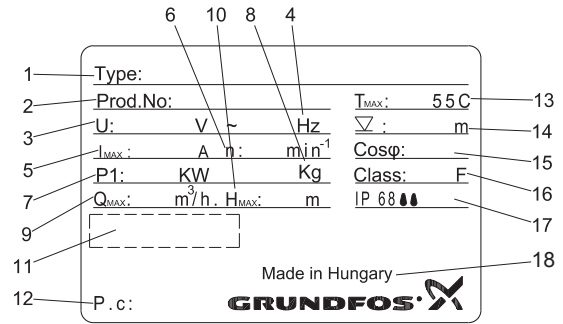 6 10 8 4
1 Type:
2 Prod.No: TMAX: 55C 13
3 U: V ~ Hz ▽ : m 14
5 IMAX : A n: min-1 Cosφ: 15
7 P1: KW Kg Class: F 16
9 QMAX: m3/h. HMAX: m IP 68 17
11
Made in Hungary 18
12 P.c: GRUNDFOS